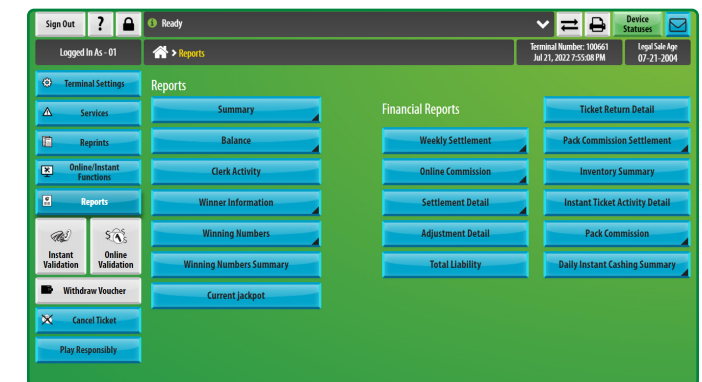 Sign Out
?
Ready
Device
Statuses
Logged In As - 01
> Reports
Terminal Number: 100661
Jul 21, 2022 7:55:08 PM
Legal Sale Age
07-21-2004
Terminal Settings
Services
Reprints
Online/Instant
Functions
Reports
Instant
Validation
Online
Validation
Withdraw Voucher
Cancel Ticket
Play Responsibly
Reports
Summary
Balance
Clerk Activity
Winner Information
Winning Numbers
Winning Numbers Summary
Current jackpot
Financial Reports
Weekly Settlement
Online Commission
Settlement Detail
Adjustment Detail
Total Liability
Ticket Return Detail
Pack Commission Settlement
Inventory Summary
Instant Ticket Activity Detail
Pack Commission
Daily Instant Cashing Summary